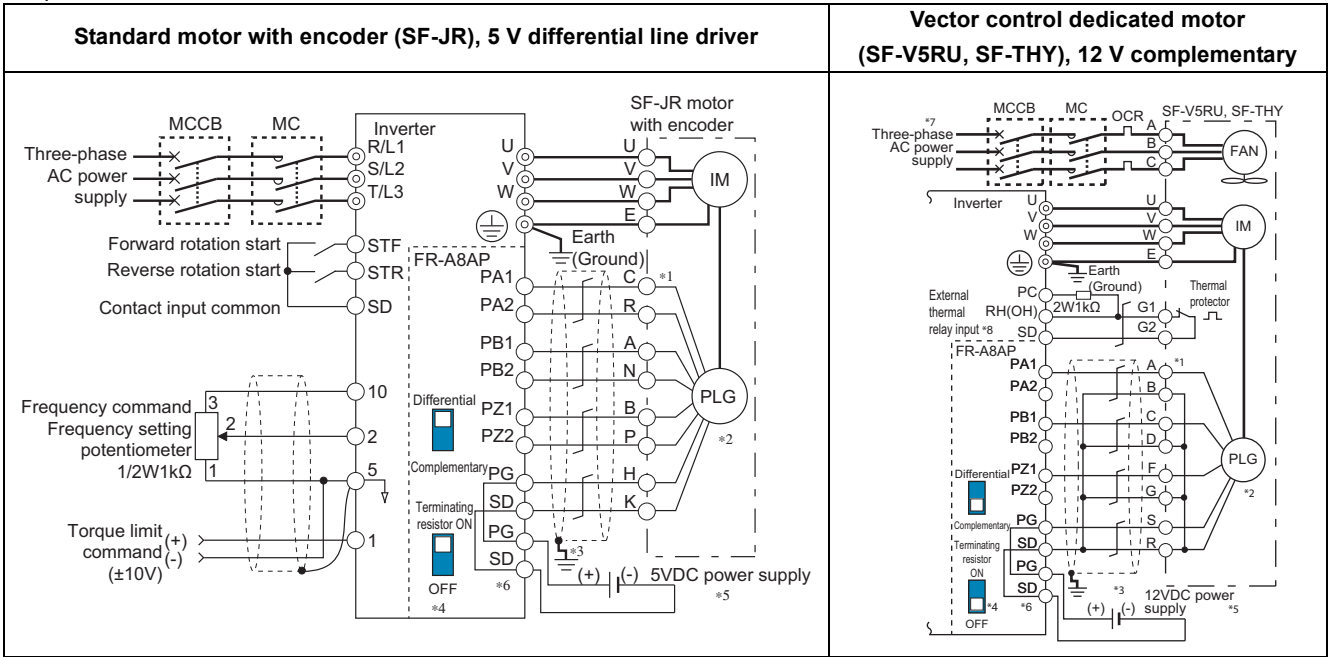 Standard motor with encoder (SF-JR), 5 V differential line driver
Vector control dedicated motor
(SF-V5RU, SF-THY), 12 V complementary
SF-JR motor
with encoder
MCCB
MC
Inverter
Three-phase
AC power
supply
R/L1
S/L2
T/L3
U
V
W
U
V
W
E
IM
Earth
(Ground)
Forward rotation start
Reverse rotation start
Contact input common
STF
STR
SD
FR-A8AP
PA1
PA2
PB1
PB2
PZ1
PZ2
PG
SD
PG
SD
C
R
A
N
B
P
H
K
*1
PLG
*2
Differential
Complementary
Terminating
resistor ON
OFF
*4
*6
*3
(+)
(-)
5VDC power supply
*5
Frequency command
Frequency setting
potentiometer
1/2W1kΩ
3
2
1
10
2
5
1
Torque limit
command
(±10V)
(+)
(-)
MCCB
MC
OCR
SF-V5RU, SF-THY
*7
Three-phase
AC power
supply
A
B
C
FAN
Inverter
U
V
W
U
V
W
E
IM
Earth
(Ground)
External
thermal
relay input *8
PC
RH(OH)
SD
2W1kΩ
G1
G2
Thermal
protector
FR-A8AP
PA1
PA2
PB1
PB2
PZ1
PZ2
PG
SD
PG
SD
A
B
C
D
F
G
S
R
*1
PLG
*2
Differential
Complementary
Terminating
resistor
ON
OFF
*4
*6
*3
(+)
(-)
12VDC power
supply
*5